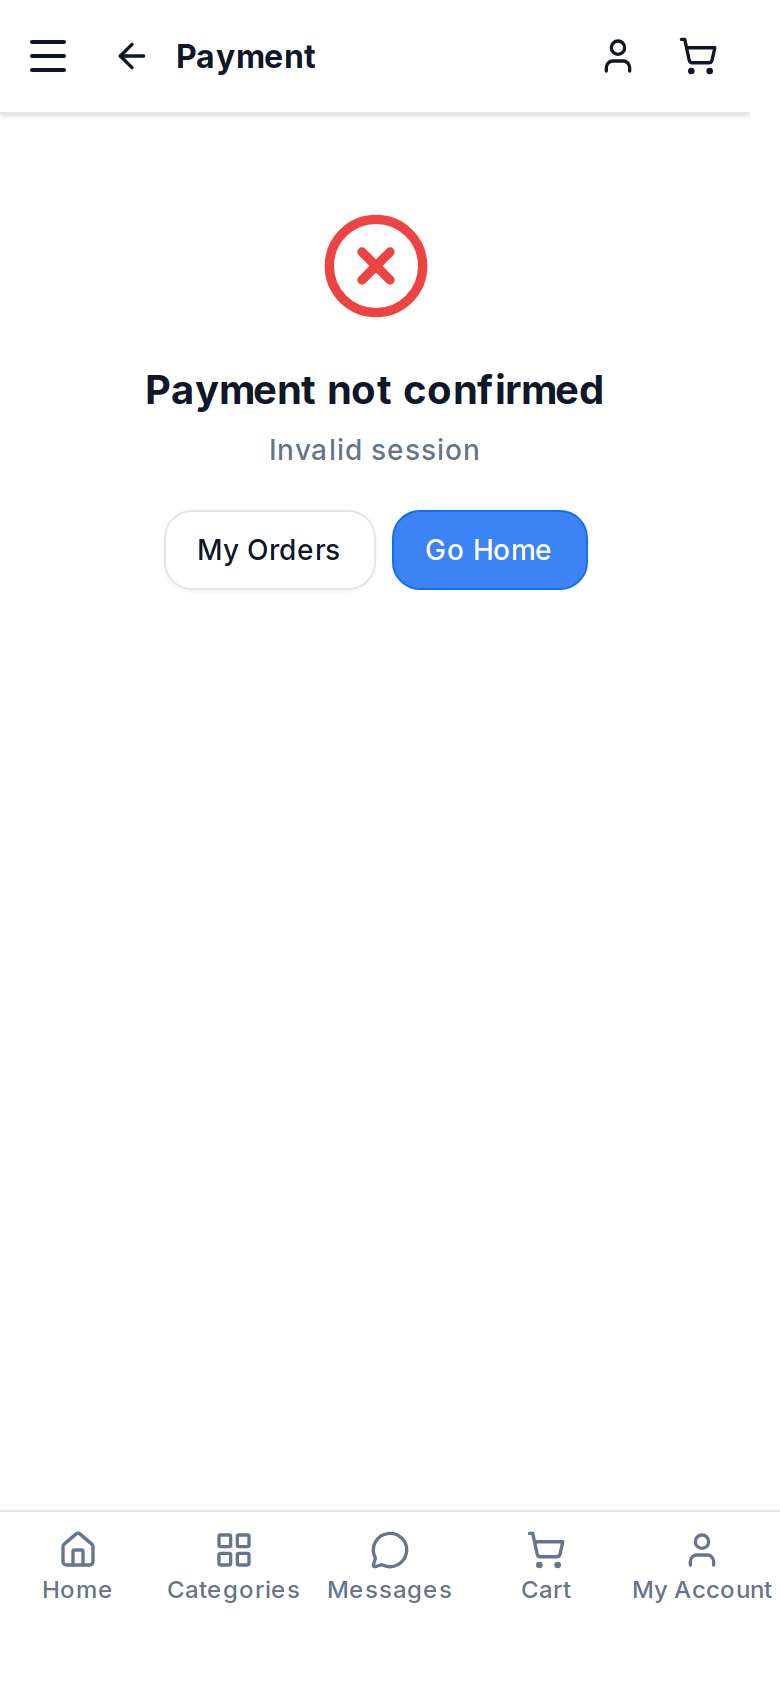 Payment
Payment not confirmed
Invalid session
My Orders
Go Home
Home
Categories
Messages
Cart
My Account